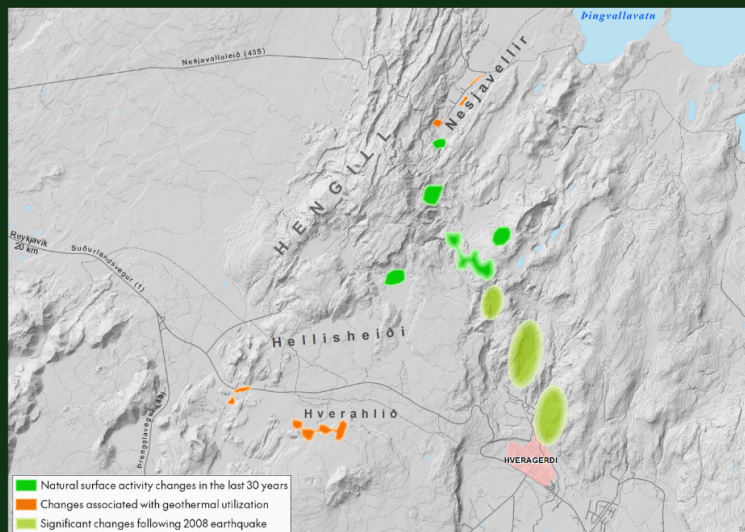 Þingvallavatn
Nesjavallaleið (435)
Nesjavellir
HENGILL
Reykjavík
20 km
Suðurlandsvegur (1)
Hellisheiði
Hverahlíð
HVERAGERÐI
Natural surface activity changes in the last 30 years
Changes associated with geothermal utilization
Significant changes following 2008 earthquake